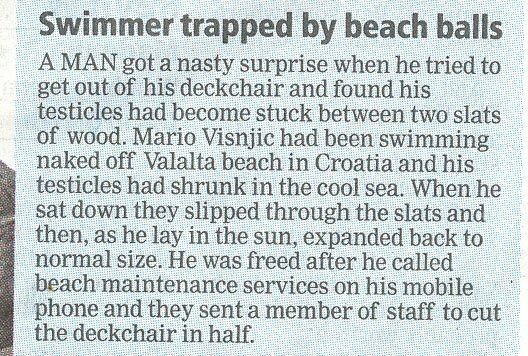 Swimmer trapped by beach balls
A MAN got a nasty surprise when he tried to
get out of his deckchair and found his
testicles had become stuck between two slats
of wood. Mario Visnjic had been swimming
naked off Valalta beach in Croatia and his
testicles had shrunk in the cool sea. When he
sat down they slipped through the slats and
then, as he lay in the sun, expanded back to
normal size. He was freed after he called
beach maintenance services on his mobile
phone and they sent a member of staff to cut
the deckchair in half.